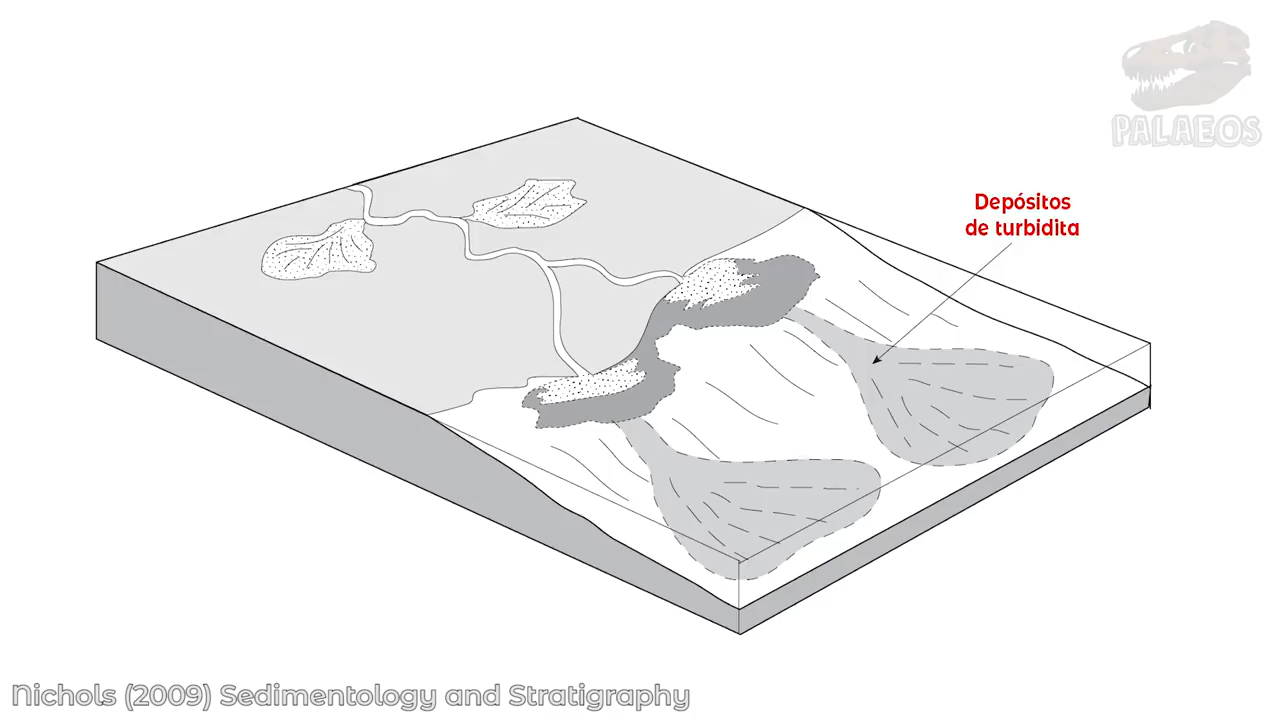 PALAEOS
Depósitos
de turbidita
Nichols (2009) Sedimentology and Stratigraphy